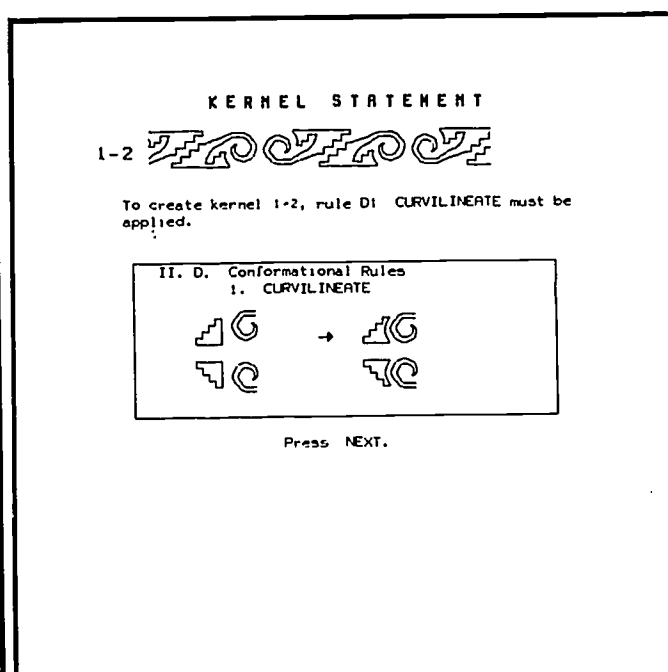 KERNEL STATEMENT
1-2
To create kernel 1-2, rule D1 CURVILINEATE must be
applied.
II. D. Conformational Rules
1. CURVILINEATE
→
Press NEXT.